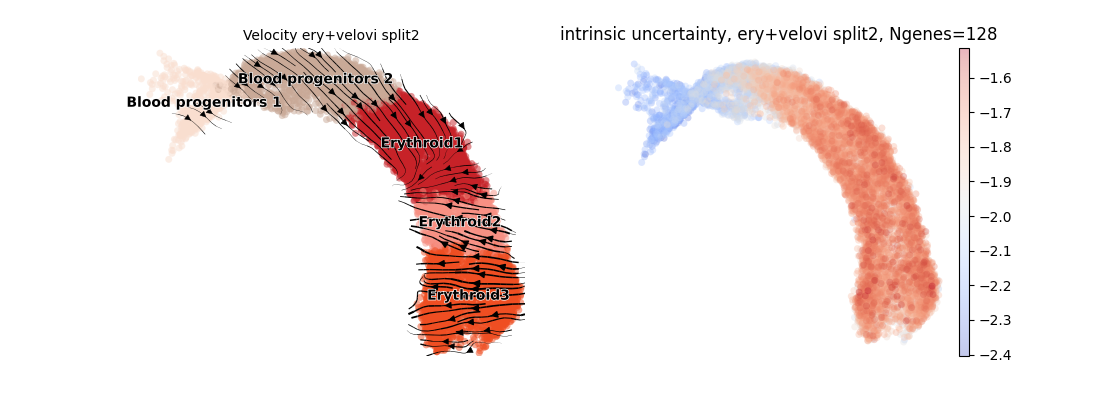 Velocity ery+velovi split2
Blood progenitors 2
Blood progenitors 1
Erythroid1
Erythroid2
Erythroid3
intrinsic uncertainty, ery+velovi split2, Ngenes=128
−1.6
−1.7
−1.8
−1.9
−2.0
−2.1
−2.2
−2.3
−2.4